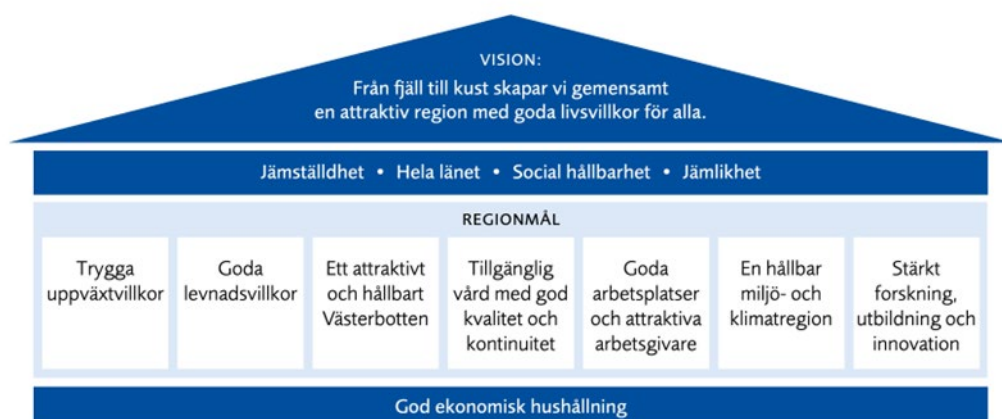 VISION:
Från fjäll till kust skapar vi gemensamt
en attraktiv region med goda livsvillkor för alla.
Jämställdhet • Hela länet • Social hållbarhet • Jämlikhet
REGIONMÅL
Trygga
uppväxtvillkor
Goda
levnadsvillkor
Ett attraktivt
och hållbart
Västerbotten
Tillgänglig
vård med god
kvalitet och
kontinuitet
Goda
arbetsplatser
och attraktiva
arbetsgivare
En hållbar
miljö- och
klimatregion
Stärkt
forskning,
utbildning och
innovation
God ekonomisk hushållning